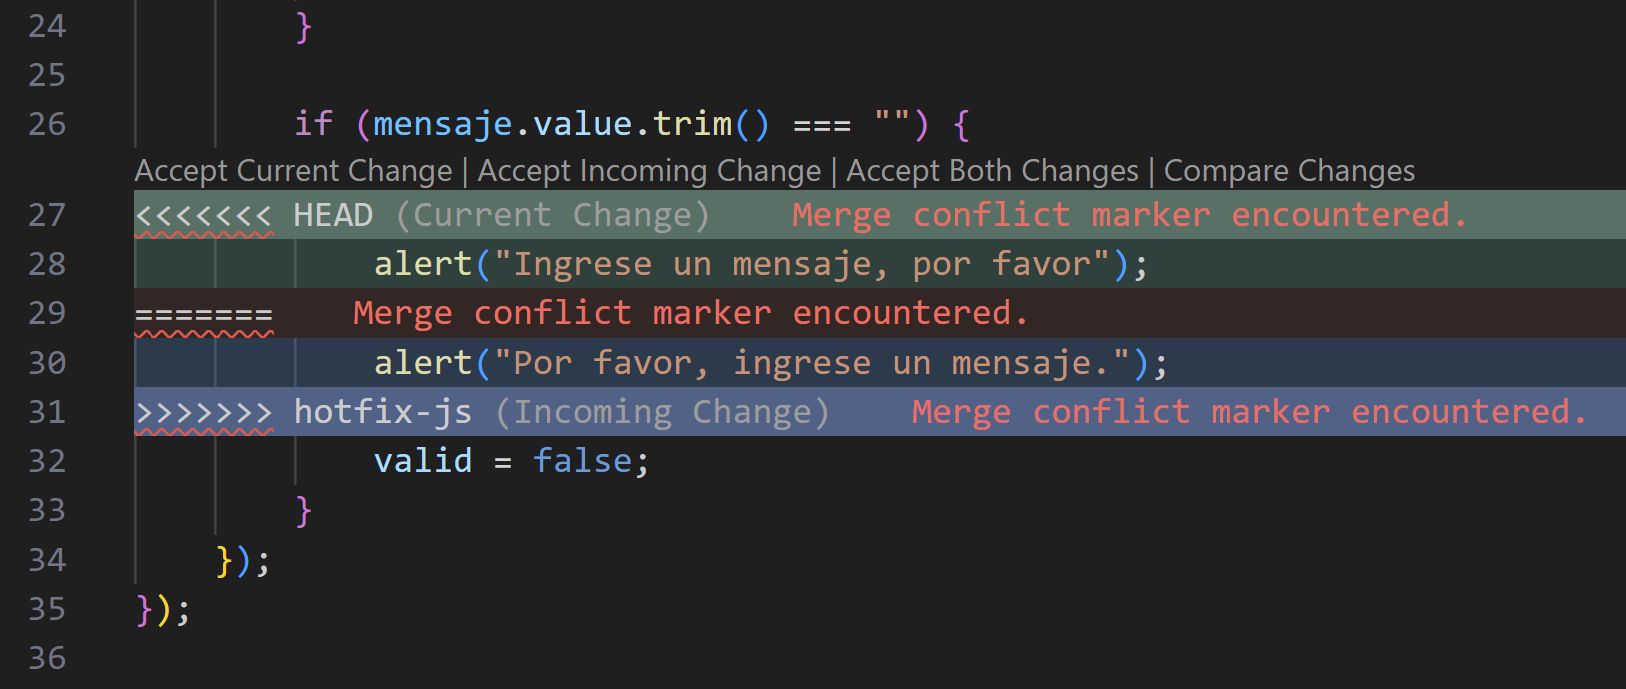 24 }
25
26 if (mensaje.value.trim() === "") {
Accept Current Change | Accept Incoming Change | Accept Both Changes | Compare Changes
27 <<<<<<< HEAD (Current Change) Merge conflict marker encountered.
28 alert("Ingrese un mensaje, por favor");
29 ======= Merge conflict marker encountered.
30 alert("Por favor, ingrese un mensaje.");
31 >>>>>>> hotfix-js (Incoming Change) Merge conflict marker encountered.
32 valid = false;
33 }
34 });
35 });
36